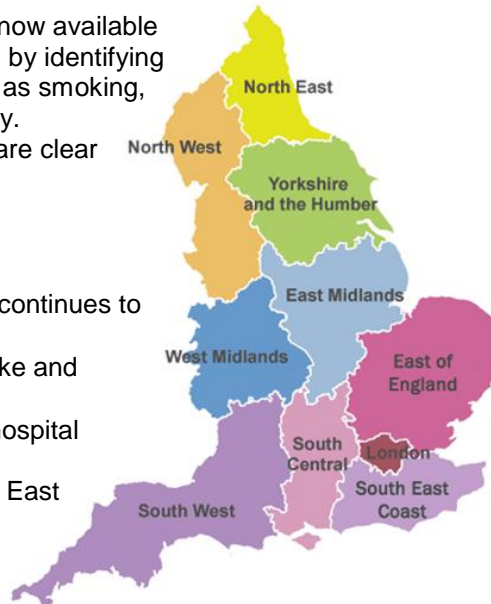 now available
by identifying
as smoking,
y.
are clear
continues to
ke and
hospital
East
North East
North West
Yorkshire
and the Humber
East Midlands
West Midlands
East of
England
South
Central
London
South East
Coast
South West